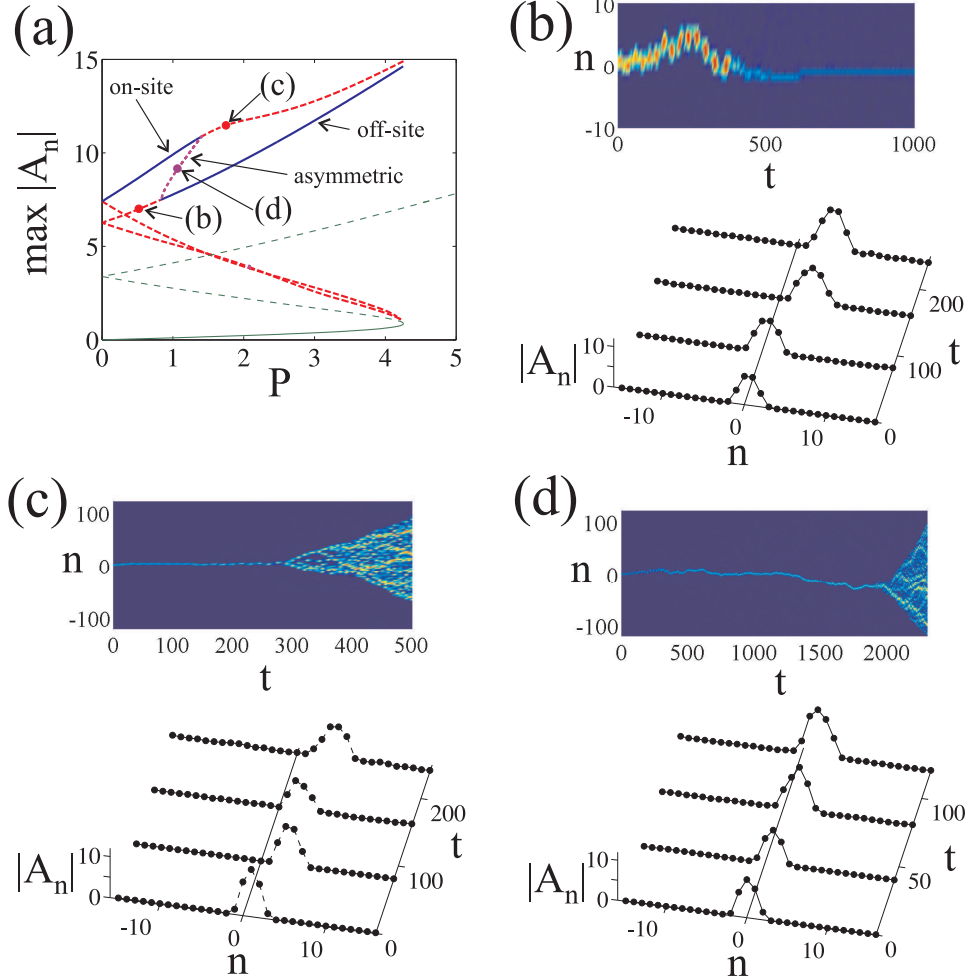 (a)
max |A_n|
15
10
5
0
0 1 2 3 4 5
P
on-site
(c)
off-site
asymmetric
(b)
(d)
(b)
n
10
0
-10
0 500 1000
t
|A_n|
10
0
-10 0 10
n
0 100 200
t
(c)
n
100
0
-100
0 100 200 300 400 500
t
|A_n|
10
0
-10 0 10
n
0 100 200
t
(d)
n
100
0
-100
0 500 1000 1500 2000
t
|A_n|
10
0
-10 0 10
n
0 50 100
t